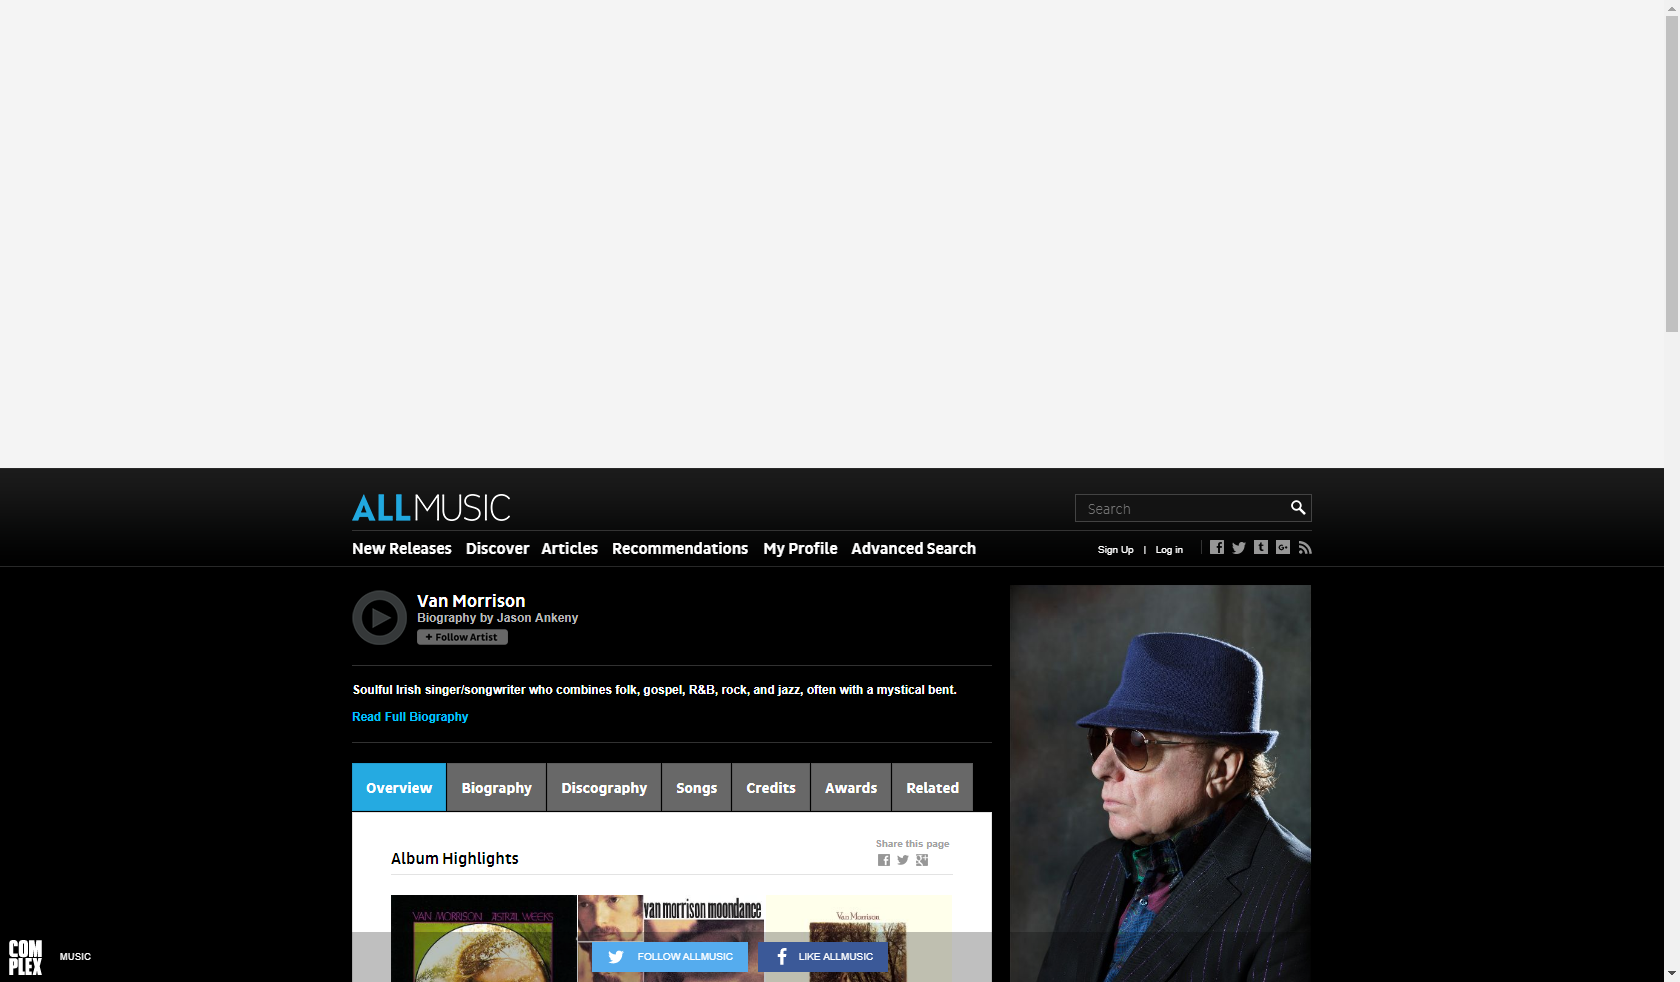 ALLMUSIC
Search
New Releases Discover Articles Recommendations My Profile Advanced Search
Sign Up | Log in
Van Morrison
Biography by Jason Ankeny
+ Follow Artist
Soulful Irish singer/songwriter who combines folk, gospel, R&B, rock, and jazz, often with a mystical bent.
Read Full Biography
Overview Biography Discography Songs Credits Awards Related
Share this page
Album Highlights
VAN MORRISON ASTRAL WEEKS
van morrison moondance
Van Morrison
COM
PLEX
MUSIC
FOLLOW ALLMUSIC
LIKE ALLMUSIC